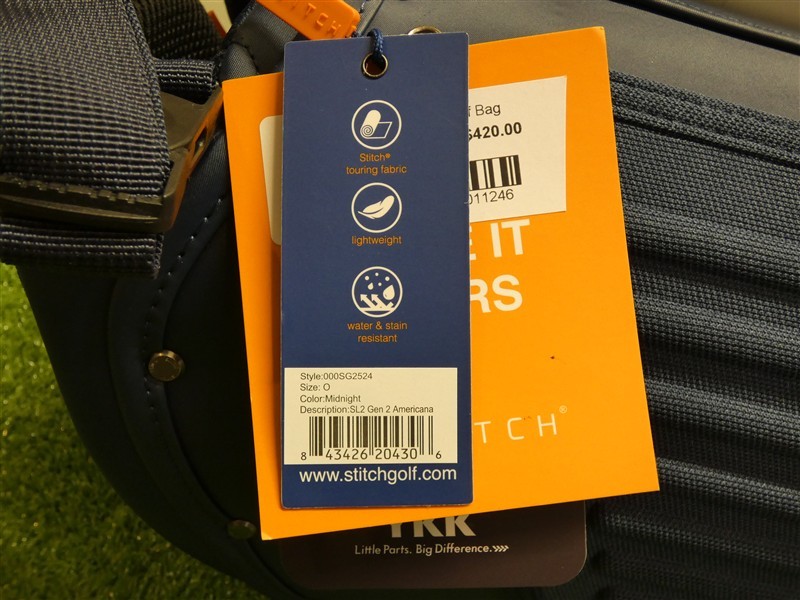 TITCH
f Bag
$420.00
011246
Stitch®
touring fabric
lightweight
water & stain
resistant
E IT
RS
Style:000SG2524
Size: O
Color:Midnight
Description:SL2 Gen 2 Americana
8 43426 20430 6
TCH®
www.stitchgolf.com
YKK
Little Parts. Big Difference.